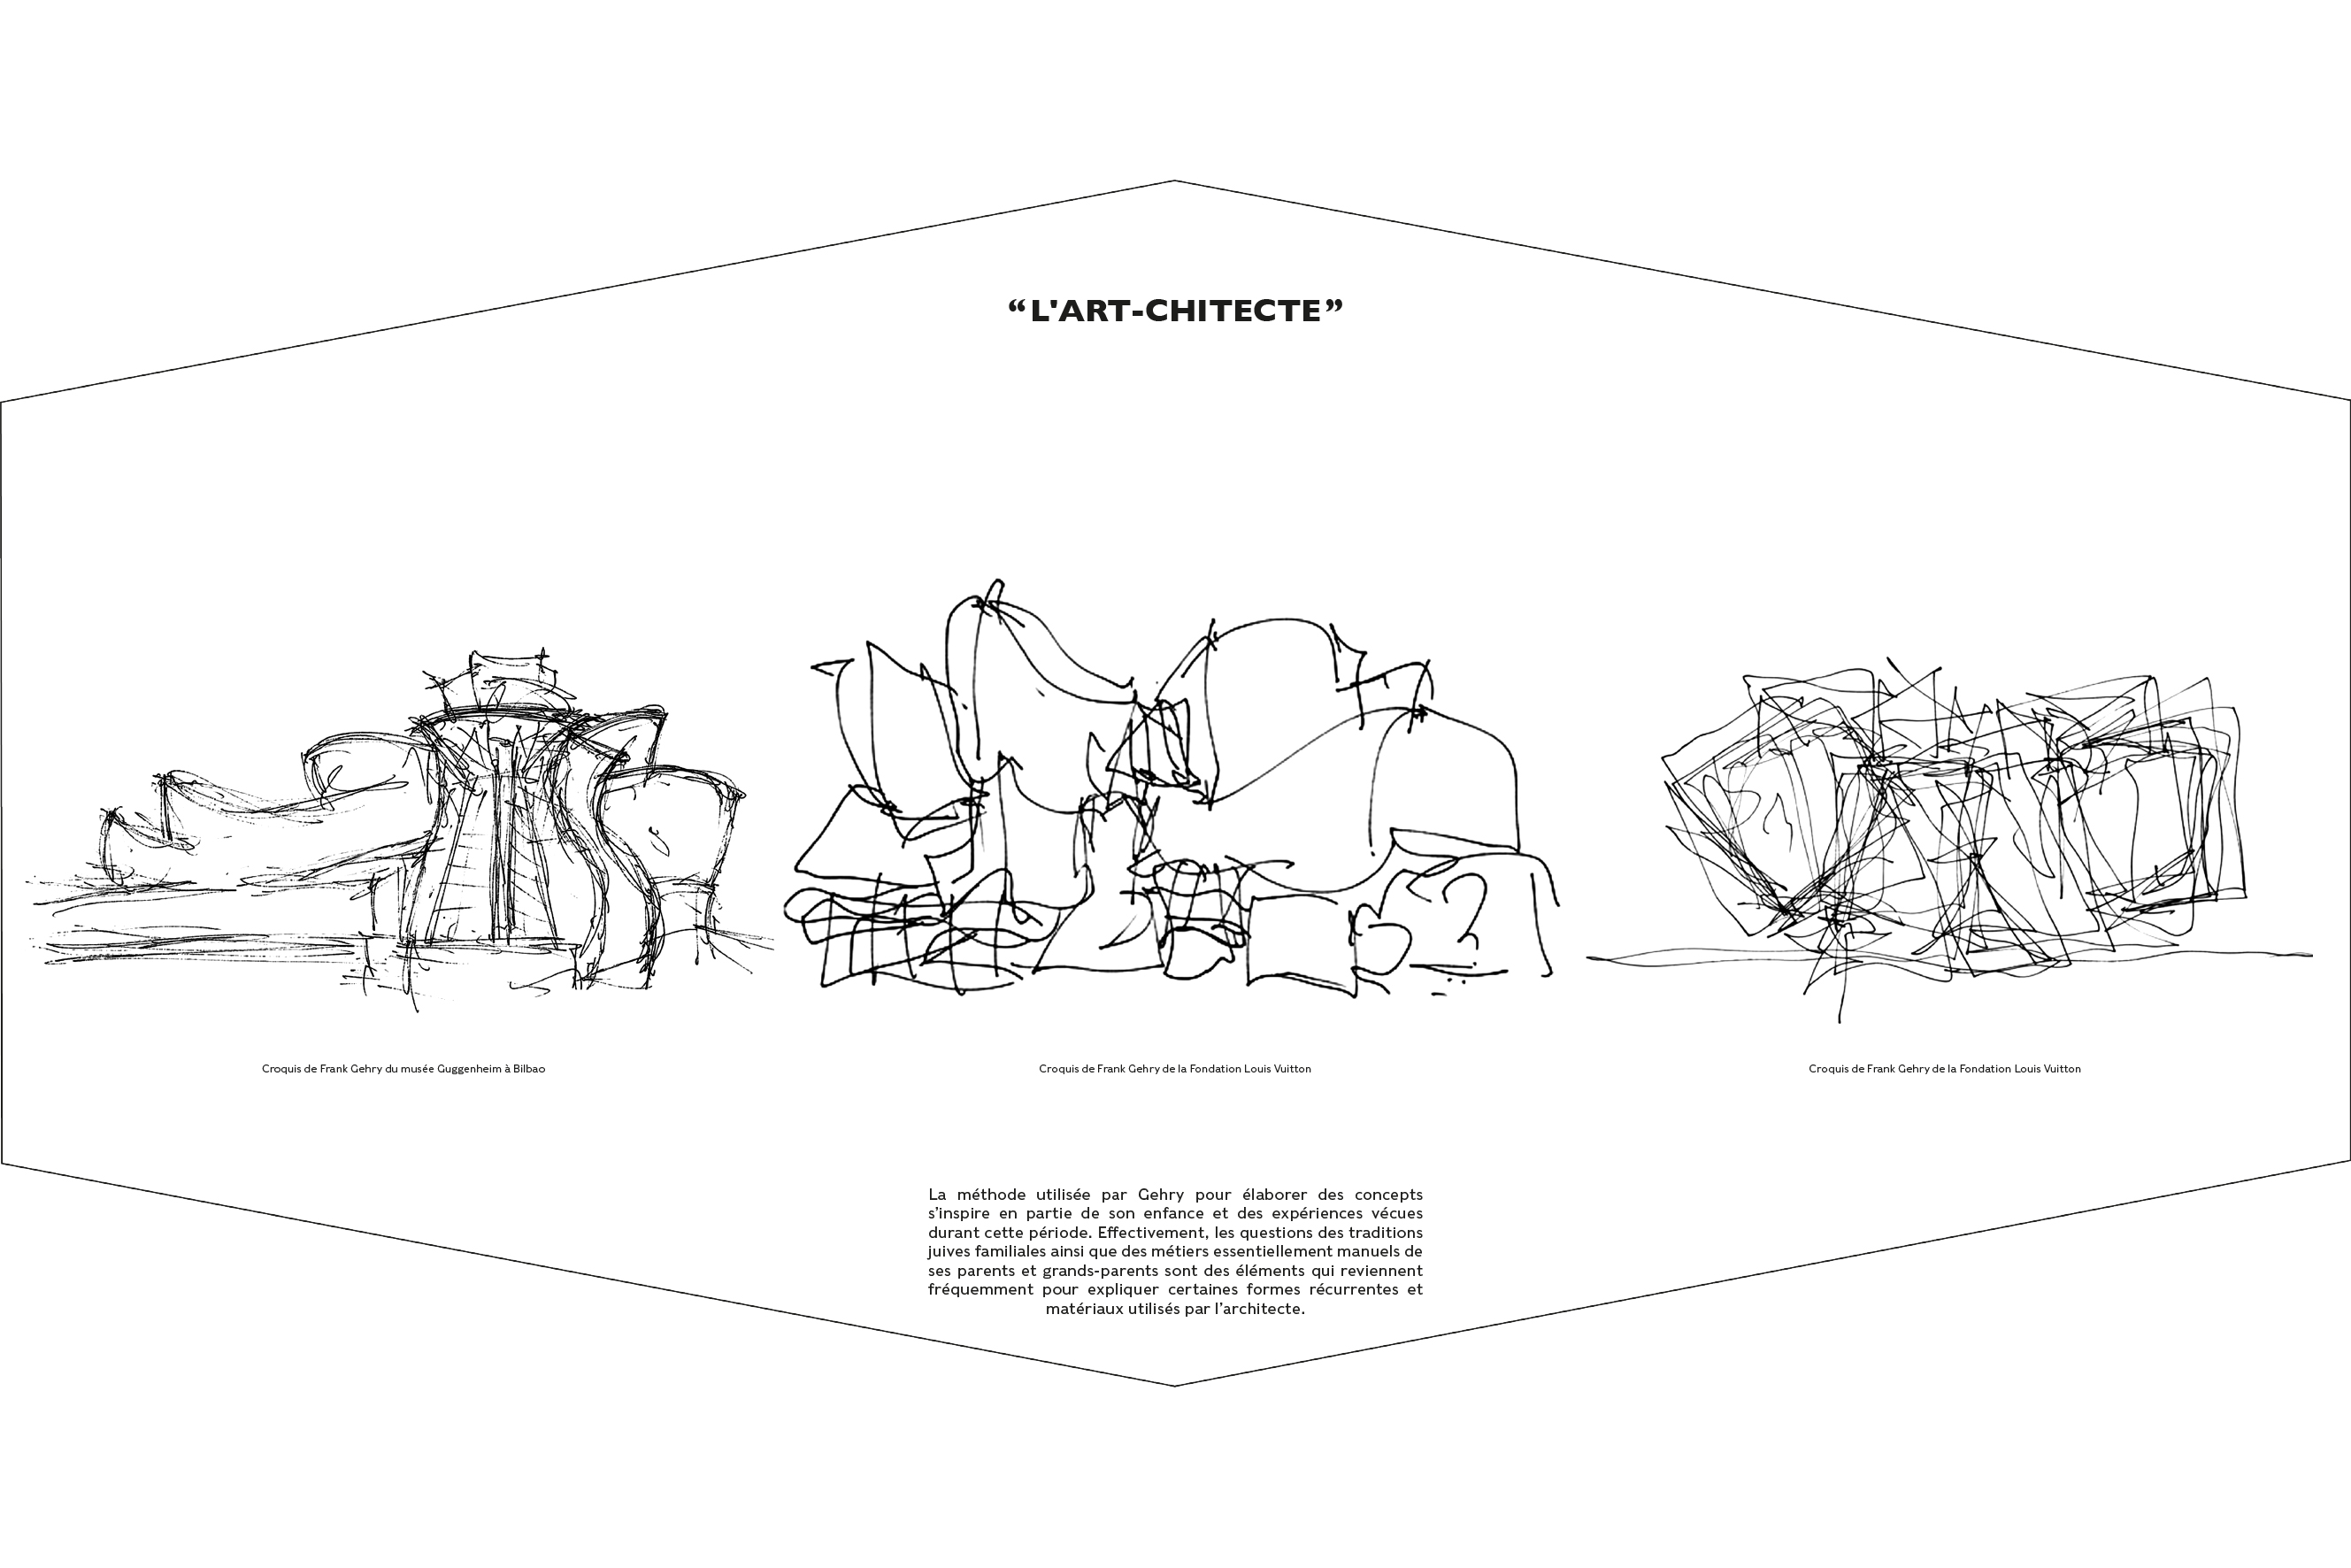 “L'ART-CHITECTE”
Croquis de Frank Gehry du musée Guggenheim à Bilbao
Croquis de Frank Gehry de la Fondation Louis Vuitton
Croquis de Frank Gehry de la Fondation Louis Vuitton
La méthode utilisée par Gehry pour élaborer des concepts
s’inspire en partie de son enfance et des expériences vécues
durant cette période. Effectivement, les questions des traditions
juives familiales ainsi que des métiers essentiellement manuels de
ses parents et grands-parents sont des éléments qui reviennent
fréquemment pour expliquer certaines formes récurrentes et
matériaux utilisés par l’architecte.